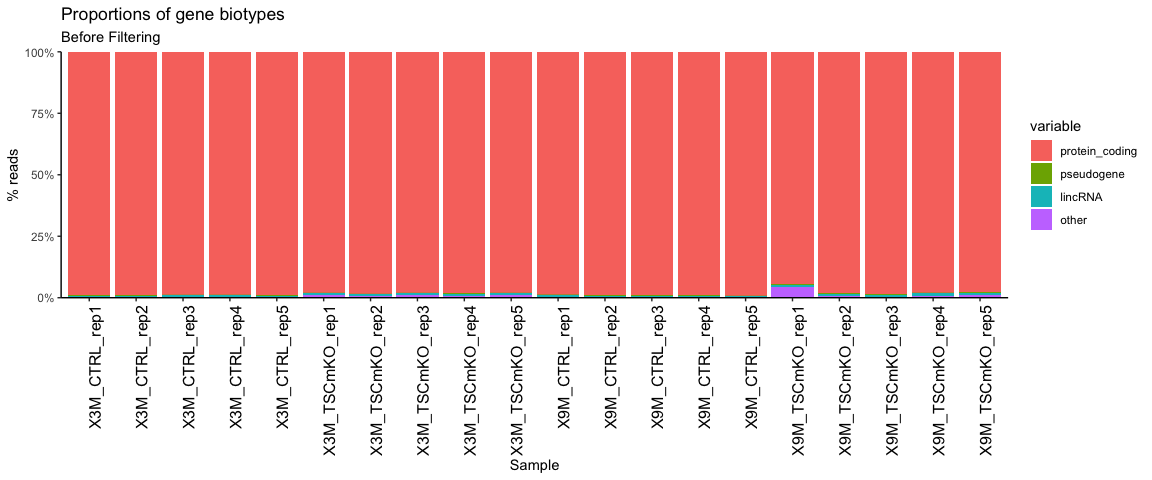 Proportions of gene biotypes
Before Filtering
100%
75%
50%
25%
0%
% reads
X3M_CTRL_rep1
X3M_CTRL_rep2
X3M_CTRL_rep3
X3M_CTRL_rep4
X3M_CTRL_rep5
X3M_TSCmKO_rep1
X3M_TSCmKO_rep2
X3M_TSCmKO_rep3
X3M_TSCmKO_rep4
X3M_TSCmKO_rep5
X9M_CTRL_rep1
X9M_CTRL_rep2
X9M_CTRL_rep3
X9M_CTRL_rep4
X9M_CTRL_rep5
X9M_TSCmKO_rep1
X9M_TSCmKO_rep2
X9M_TSCmKO_rep3
X9M_TSCmKO_rep4
X9M_TSCmKO_rep5
Sample
variable
protein_coding
pseudogene
lincRNA
other